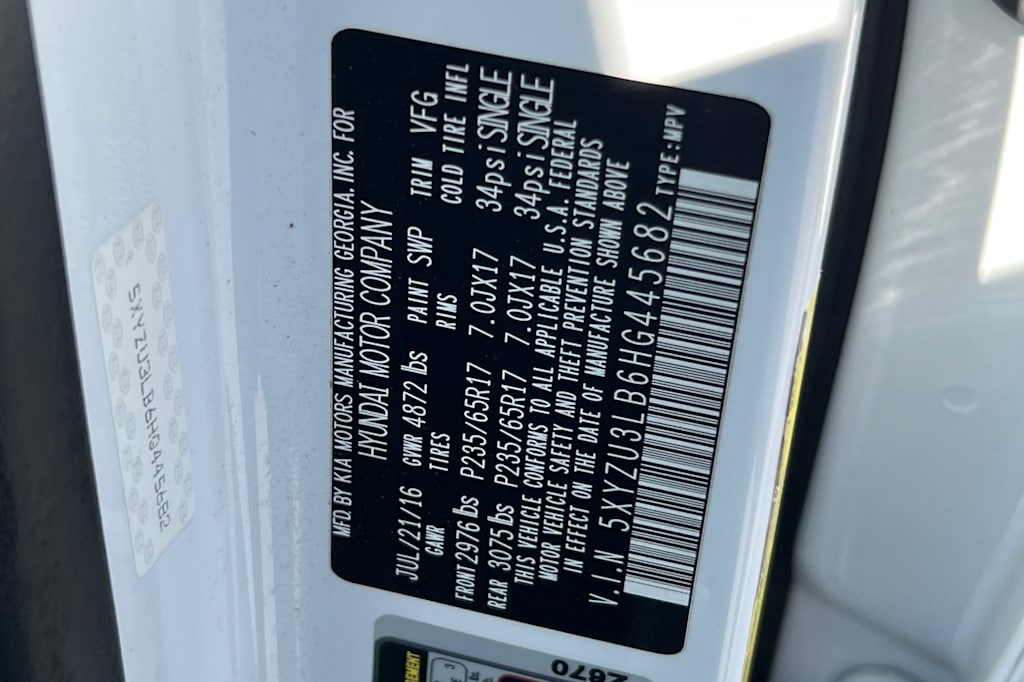 MFD BY KIA MOTORS MANUFACTURING GEORGIA, INC. FOR
HYUNDAI MOTOR COMPANY
JUL/21/16 GVWR 4872 lbs PAINT SWP TRIM VFG
GAWR TIRES RIMS COLD TIRE INFL
FRONT 2976 lbs P235/65R17 7.0JX17 34psi SINGLE
REAR 3075 lbs P235/65R17 7.0JX17 34psi SINGLE
THIS VEHICLE CONFORMS TO ALL APPLICABLE U.S.A. FEDERAL
MOTOR VEHICLE SAFETY AND THEFT PREVENTION STANDARDS
IN EFFECT ON THE DATE OF MANUFACTURE SHOWN ABOVE
V.I.N 5XYZU3LB6HG445682 TYPE:MPV
5XYZU3LB6HG445682
2670